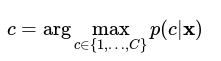 c = arg max_{c∈{1,…,C}} p(c|𝐱)